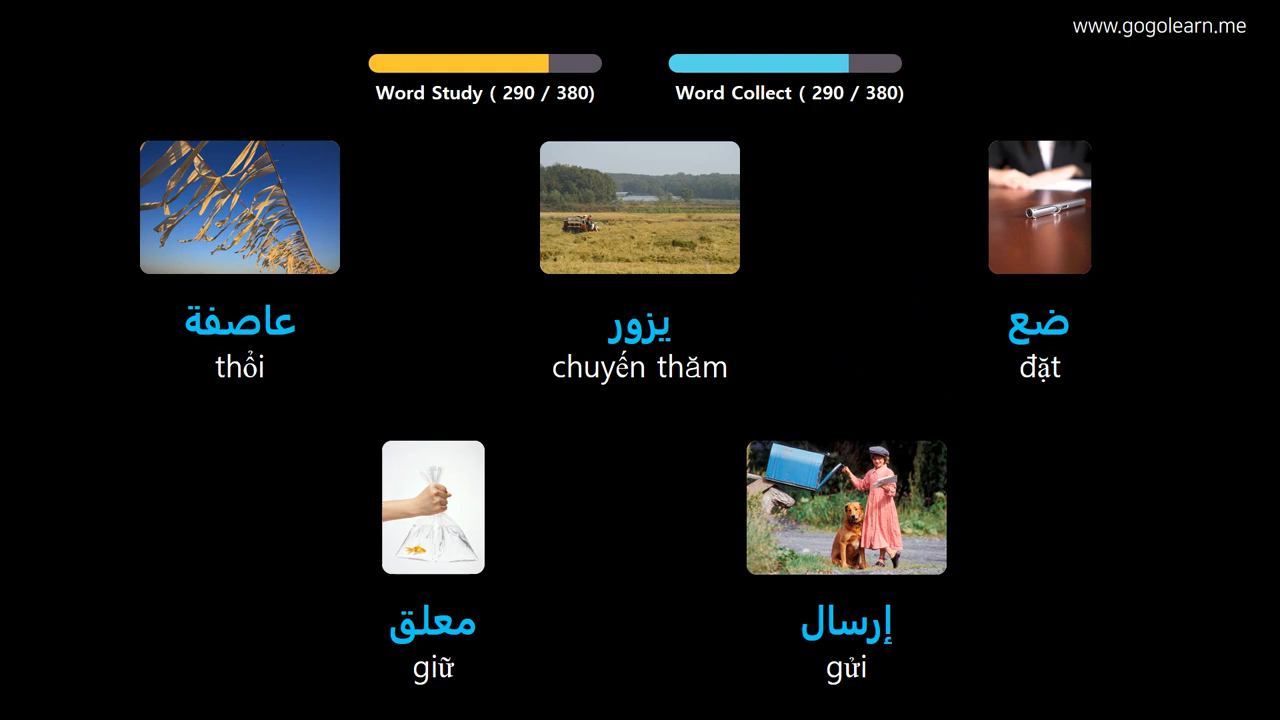 www.gogolearn.me
Word Study ( 290 / 380)
Word Collect ( 290 / 380)
عاصفة
thổi
يزور
chuyến thăm
ضع
đặt
معلق
giữ
إرسال
gửi